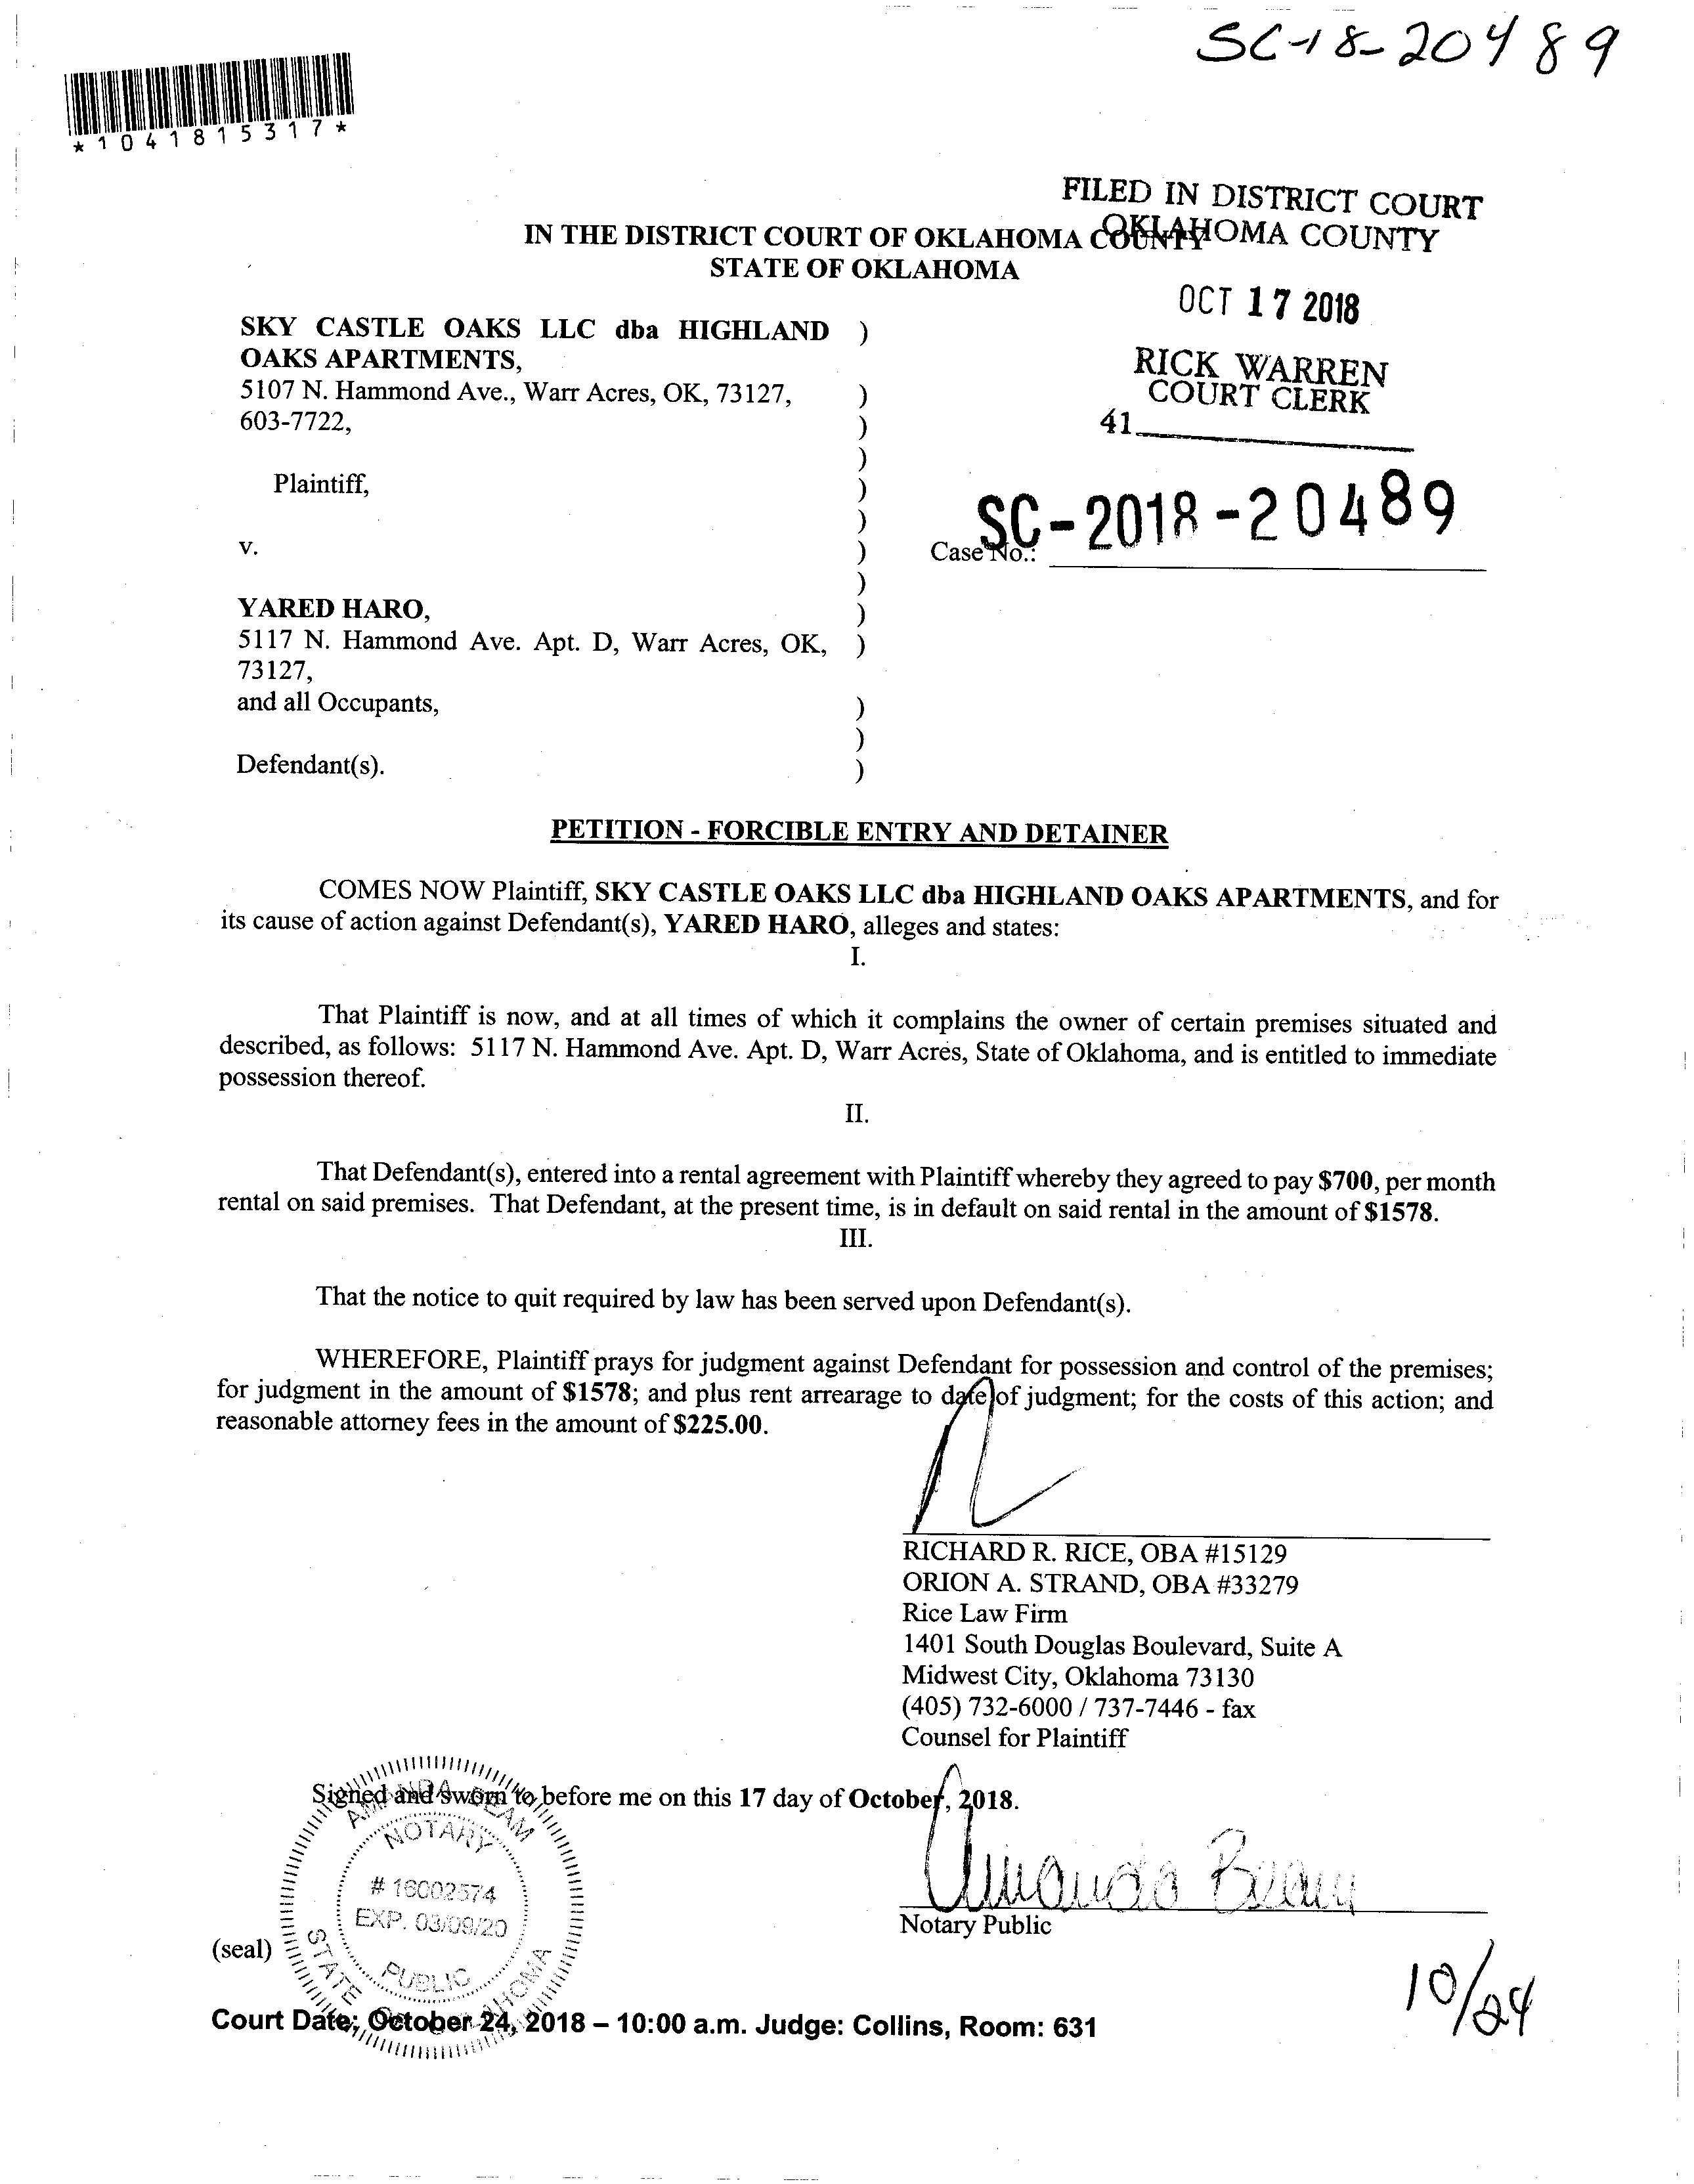 SC-18-20489
*1041815317*
FILED IN DISTRICT COURT
OKLAHOMA COUNTY
IN THE DISTRICT COURT OF OKLAHOMA COUNTY
STATE OF OKLAHOMA
OCT 17 2018
RICK WARREN
COURT CLERK
41
SKY CASTLE OAKS LLC dba HIGHLAND )
OAKS APARTMENTS,
5107 N. Hammond Ave., Warr Acres, OK, 73127, )
603-7722, )
)
Plaintiff, )
)
v. )
Case No.: SC-2018-20489
)
YARED HARO, )
5117 N. Hammond Ave. Apt. D, Warr Acres, OK, )
73127,
and all Occupants, )
)
Defendant(s). )
PETITION - FORCIBLE ENTRY AND DETAINER
COMES NOW Plaintiff, SKY CASTLE OAKS LLC dba HIGHLAND OAKS APARTMENTS, and for
its cause of action against Defendant(s), YARED HARO, alleges and states:
I.
That Plaintiff is now, and at all times of which it complains the owner of certain premises situated and
described, as follows: 5117 N. Hammond Ave. Apt. D, Warr Acres, State of Oklahoma, and is entitled to immediate
possession thereof.
II.
That Defendant(s), entered into a rental agreement with Plaintiff whereby they agreed to pay $700, per month
rental on said premises. That Defendant, at the present time, is in default on said rental in the amount of $1578.
III.
That the notice to quit required by law has been served upon Defendant(s).
WHEREFORE, Plaintiff prays for judgment against Defendant for possession and control of the premises;
for judgment in the amount of $1578; and plus rent arrearage to date of judgment; for the costs of this action; and
reasonable attorney fees in the amount of $225.00.
RICHARD R. RICE, OBA #15129
ORION A. STRAND, OBA #33279
Rice Law Firm
1401 South Douglas Boulevard, Suite A
Midwest City, Oklahoma 73130
(405) 732-6000 / 737-7446 - fax
Counsel for Plaintiff
Signed and sworn to before me on this 17 day of October, 2018.
AMANDA BEAM
NOTARY
# 16002574
EXP. 03/09/20
PUBLIC
STATE OF OKLAHOMA
Amanda Beam
Notary Public
(seal)
10/24
Court Date: October 24, 2018 – 10:00 a.m. Judge: Collins, Room: 631